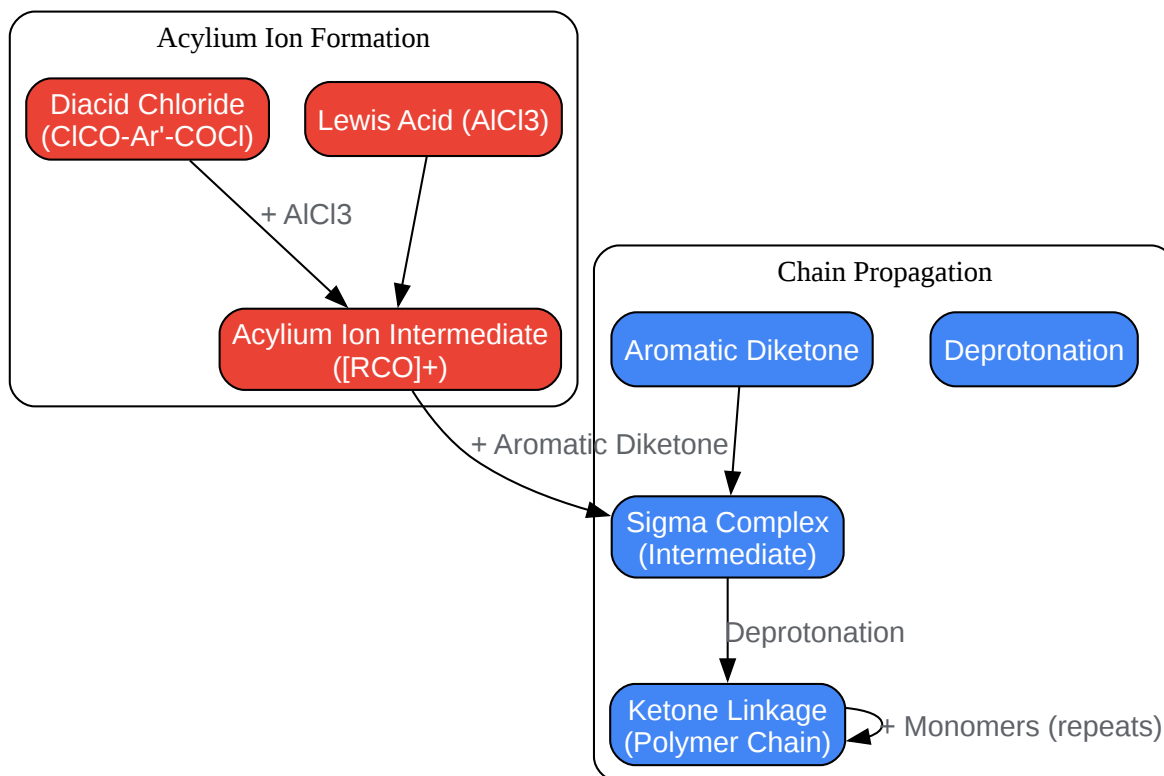 Acylium Ion Formation
Diacid Chloride
(ClCO-Ar'-COCl)
Lewis Acid (AlCl3)
+ AlCl3
Acylium Ion Intermediate
([RCO]+)
Chain Propagation
Aromatic Diketone
Deprotonation
+ Aromatic Diketone
Sigma Complex
(Intermediate)
Deprotonation
Ketone Linkage
(Polymer Chain)
+ Monomers (repeats)